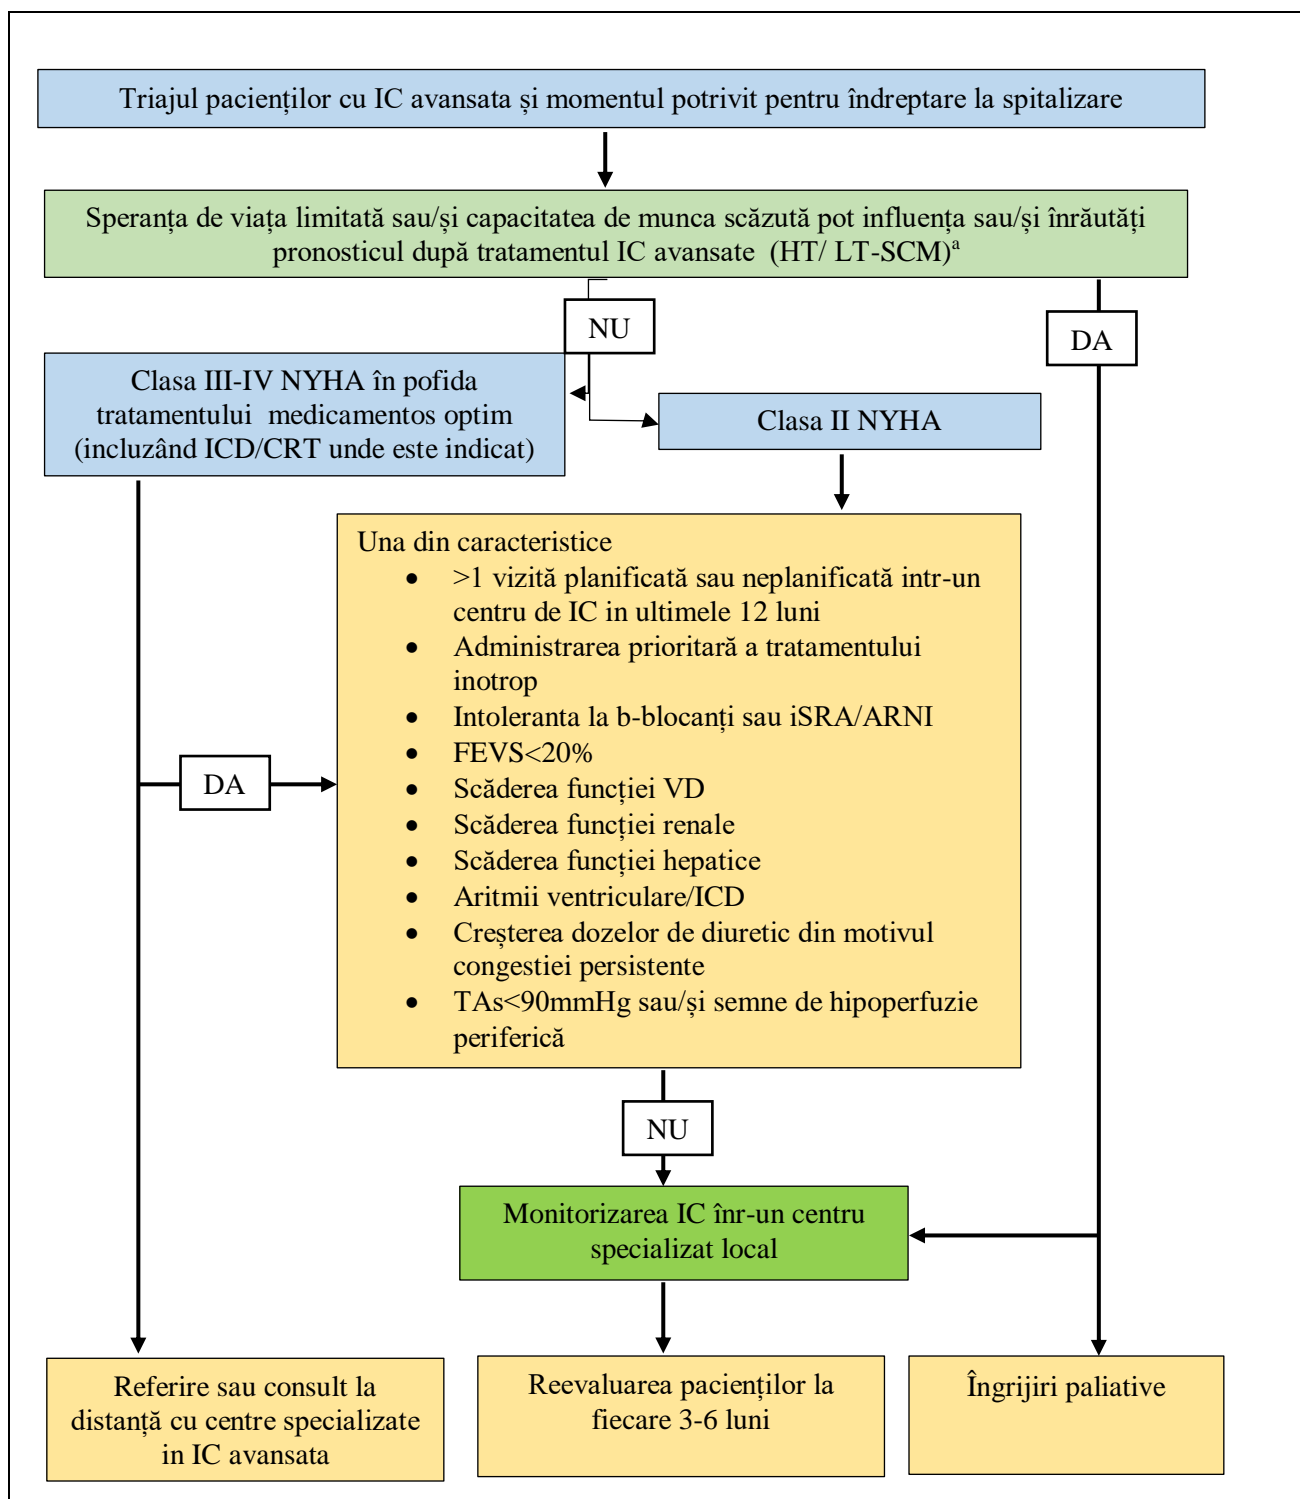 Triajul pacienților cu IC avansata și momentul potrivit pentru îndreptare la spitalizare
Speranța de viața limitată sau/și capacitatea de munca scăzută pot influența sau/și înrăutăți
pronosticul după tratamentul IC avansate (HT/ LT-SCM)a
NU
DA
Clasa III-IV NYHA în pofida
tratamentului medicamentos optim
(incluzând ICD/CRT unde este indicat)
Clasa II NYHA
Una din caracteristice
• >1 vizită planificată sau neplanificată intr-un
centru de IC in ultimele 12 luni
• Administrarea prioritară a tratamentului
inotrop
• Intoleranta la b-blocanți sau iSRA/ARNI
• FEVS<20%
• Scăderea funcției VD
• Scăderea funcției renale
• Scăderea funcției hepatice
• Aritmii ventriculare/ICD
• Creșterea dozelor de diuretic din motivul
congestiei persistente
• TAs<90mmHg sau/și semne de hipoperfuzie
periferică
DA
NU
Monitorizarea IC înr-un centru
specializat local
Referire sau consult la
distanță cu centre specializate
in IC avansata
Reevaluarea pacienților la
fiecare 3-6 luni
Îngrijiri paliative